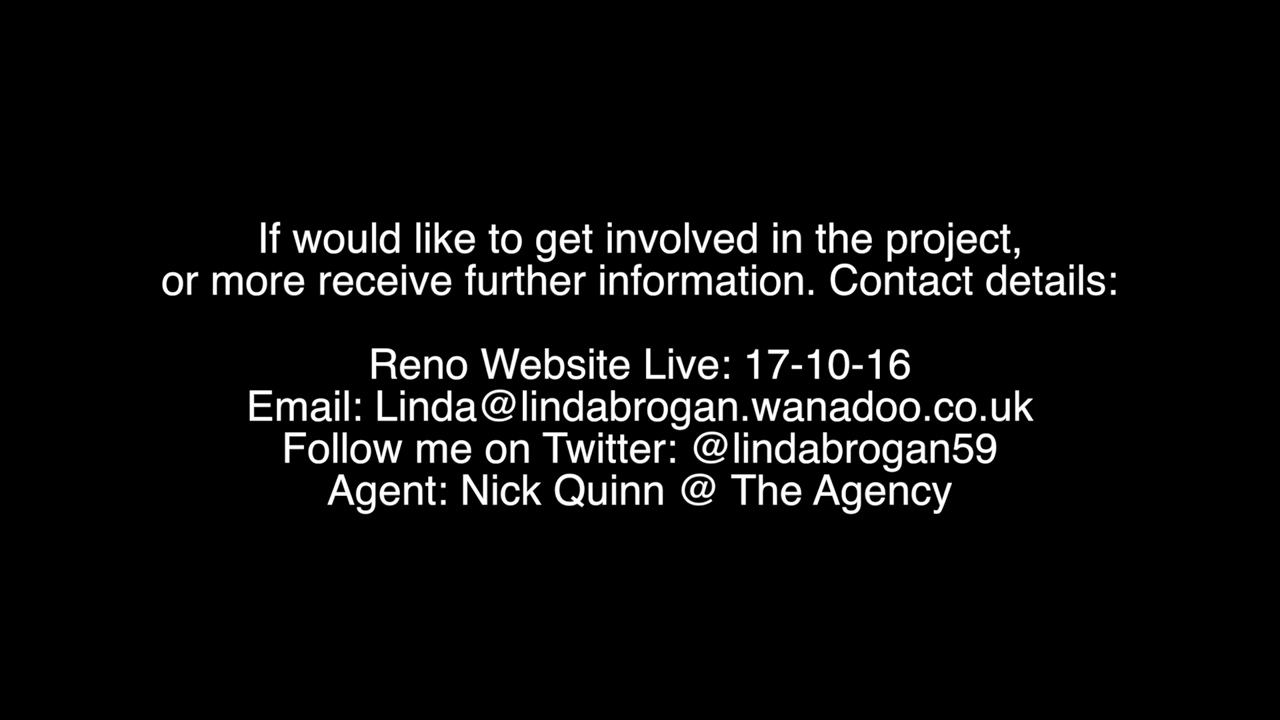 If would like to get involved in the project,
or more receive further information. Contact details:
Reno Website Live: 17-10-16
Email: Linda@lindabrogan.wanadoo.co.uk
Follow me on Twitter: @lindabrogan59
Agent: Nick Quinn @ The Agency